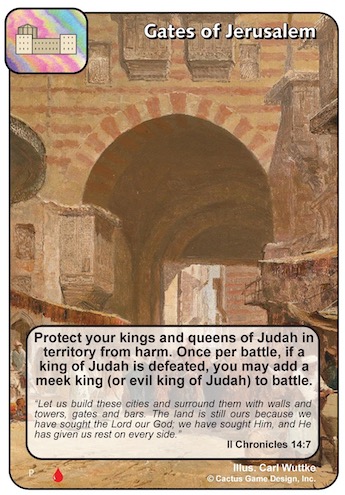 Gates of Jerusalem
Protect your kings and queens of Judah in
territory from harm. Once per battle, if a
king of Judah is defeated, you may add a
meek king (or evil king of Judah) to battle.
“Let us build these cities and surround them with walls and
towers, gates and bars. The land is still ours because we
have sought the Lord our God; we have sought Him, and He
has given us rest on every side.”
II Chronicles 14:7
P
Illus. Carl Wuttke
© Cactus Game Design, Inc.